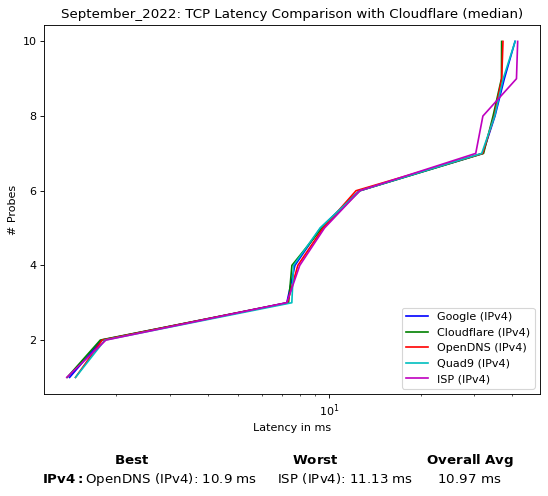 September_2022: TCP Latency Comparison with Cloudflare (median)
10
8
6
4
2
# Probes
Google (IPv4)
Cloudflare (IPv4)
OpenDNS (IPv4)
Quad9 (IPv4)
ISP (IPv4)
10^1
Latency in ms
Best Worst Overall Avg
IPv4: OpenDNS (IPv4): 10.9 ms ISP (IPv4): 11.13 ms 10.97 ms